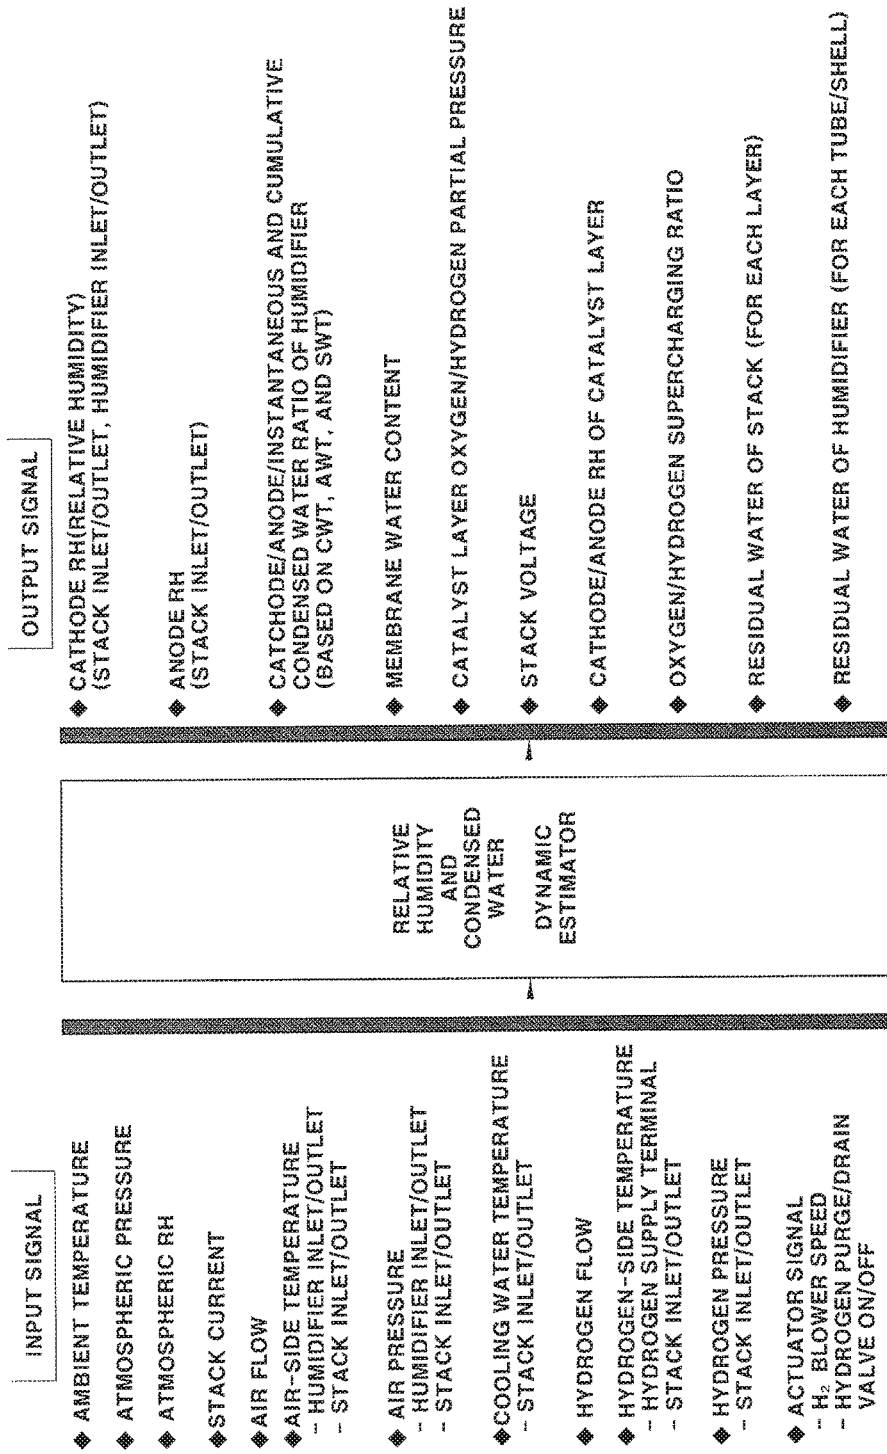 INPUT SIGNAL
◆ AMBIENT TEMPERATURE
◆ ATMOSPHERIC PRESSURE
◆ ATMOSPHERIC RH
◆STACK CURRENT
◆AIR FLOW
◆AIR-SIDE TEMPERATURE
- HUMIDIFIER INLET/OUTLET
- STACK INLET/OUTLET
◆ AIR PRESSURE
- HUMIDIFIER INLET/OUTLET
- STACK INLET/OUTLET
◆COOLING WATER TEMPERATURE
- STACK INLET/OUTLET
◆ HYDROGEN FLOW
◆ HYDROGEN-SIDE TEMPERATURE
- HYDROGEN SUPPLY TERMINAL
- STACK INLET/OUTLET
◆ HYDROGEN PRESSURE
- STACK INLET/OUTLET
◆ ACTUATOR SIGNAL
- H₂ BLOWER SPEED
- HYDROGEN PURGE/DRAIN
VALVE ON/OFF
RELATIVE
HUMIDITY
AND
CONDENSED
WATER
DYNAMIC
ESTIMATOR
OUTPUT SIGNAL
◆ CATHODE RH(RELATIVE HUMIDITY)
(STACK INLET/OUTLET, HUMIDIFIER INLET/OUTLET)
◆ ANODE RH
(STACK INLET/OUTLET)
◆ CATCHODE/ANODE/INSTANTANEOUS AND CUMULATIVE
CONDENSED WATER RATIO OF HUMIDIFIER
(BASED ON CWT, AWT, AND SWT)
◆ MEMBRANE WATER CONTENT
◆ CATALYST LAYER OXYGEN/HYDROGEN PARTIAL PRESSURE
◆ STACK VOLTAGE
◆ CATHODE/ANODE RH OF CATALYST LAYER
◆ OXYGEN/HYDROGEN SUPERCHARGING RATIO
◆ RESIDUAL WATER OF STACK (FOR EACH LAYER)
◆ RESIDUAL WATER OF HUMIDIFIER (FOR EACH TUBE/SHELL)